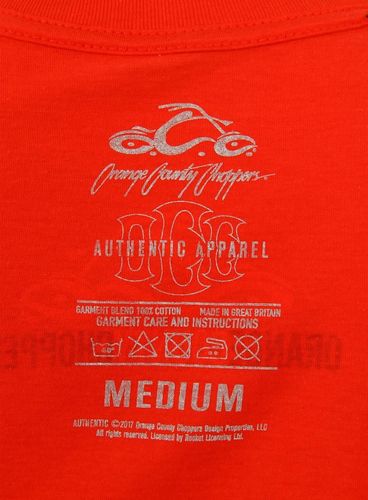 Orange County Choppers
OCC
AUTHENTIC APPAREL
GARMENT BLEND 100% COTTON MADE IN GREAT BRITAIN
GARMENT CARE AND INSTRUCTIONS
MEDIUM
AUTHENTIC ©2017 Orange County Choppers Design Properties, LLC
All rights reserved. Licensed by Rocket Licensing Ltd.